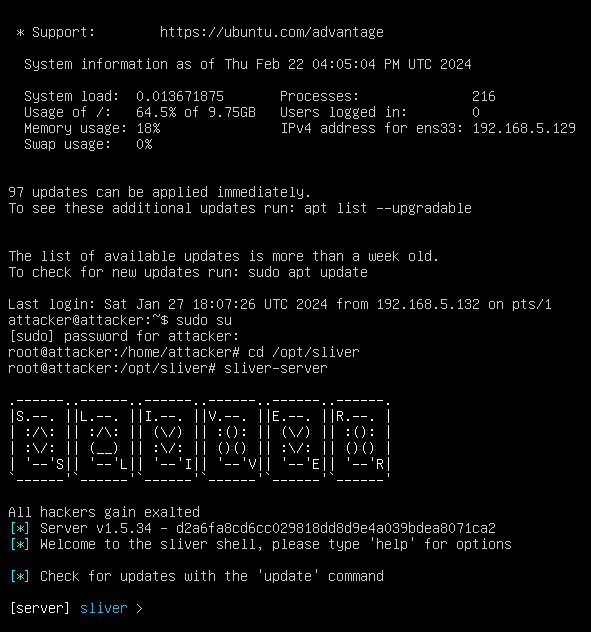 * Support:        https://ubuntu.com/advantage

  System information as of Thu Feb 22 04:05:04 PM UTC 2024

  System load:  0.013671875       Processes:              216
  Usage of /:   64.5% of 9.75GB   Users logged in:        0
  Memory usage: 18%               IPv4 address for ens33: 192.168.5.129
  Swap usage:   0%


97 updates can be applied immediately.
To see these additional updates run: apt list --upgradable


The list of available updates is more than a week old.
To check for new updates run: sudo apt update

Last login: Sat Jan 27 18:07:26 UTC 2024 from 192.168.5.132 on pts/1
attacker@attacker:~$ sudo su
[sudo] password for attacker:
root@attacker:/home/attacker# cd /opt/sliver
root@attacker:/opt/sliver# sliver-server

.------..------..------..------..------..------.
|S.--. ||L.--. ||I.--. ||V.--. ||E.--. ||R.--. |
| :/\: || :/\: || (\/) || :(): || (\/) || :(): |
| :\/: || (__) || :\/: || ()() || :\/: || ()() |
| '--'S|| '--'L|| '--'I|| '--'V|| '--'E|| '--'R|
`------'`------'`------'`------'`------'`------'

All hackers gain exalted
[*] Server v1.5.34 - d2a6fa8cd6cc029818dd8d9e4a039bdea8071ca2
[*] Welcome to the sliver shell, please type 'help' for options

[*] Check for updates with the 'update' command

[server] sliver >